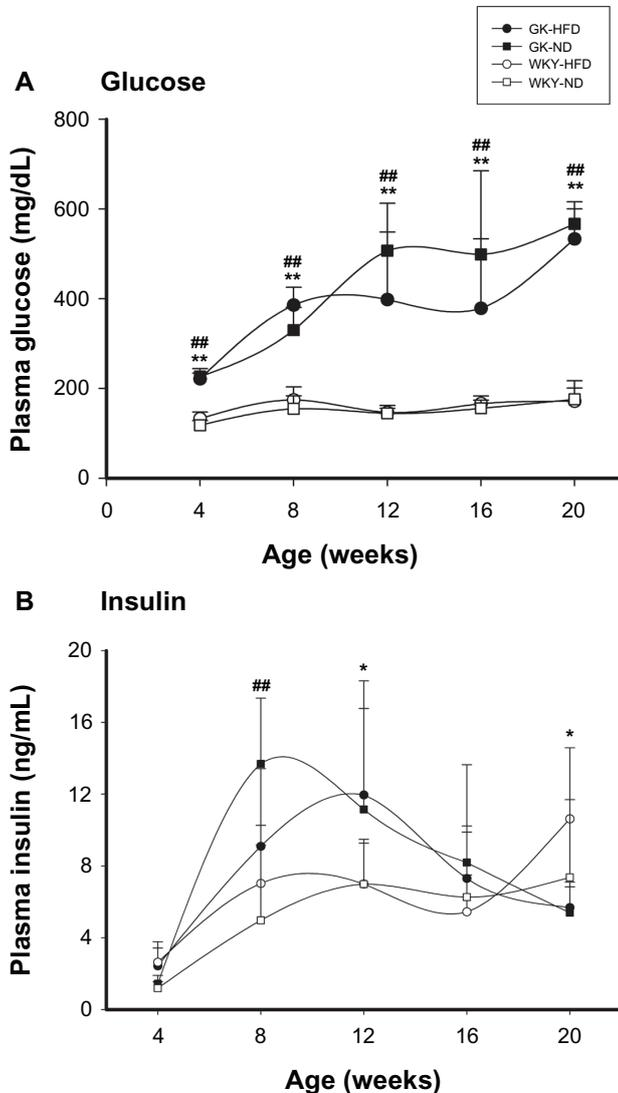 GK-HFD
GK-ND
WKY-HFD
WKY-ND
A Glucose
800
600
400
200
0
##
**
##
**
##
**
##
**
##
**
0 4 8 12 16 20
Plasma glucose (mg/dL)
Age (weeks)
B Insulin
20
16
12
8
4
0
##
*
*
4 8 12 16 20
Plasma insulin (ng/mL)
Age (weeks)